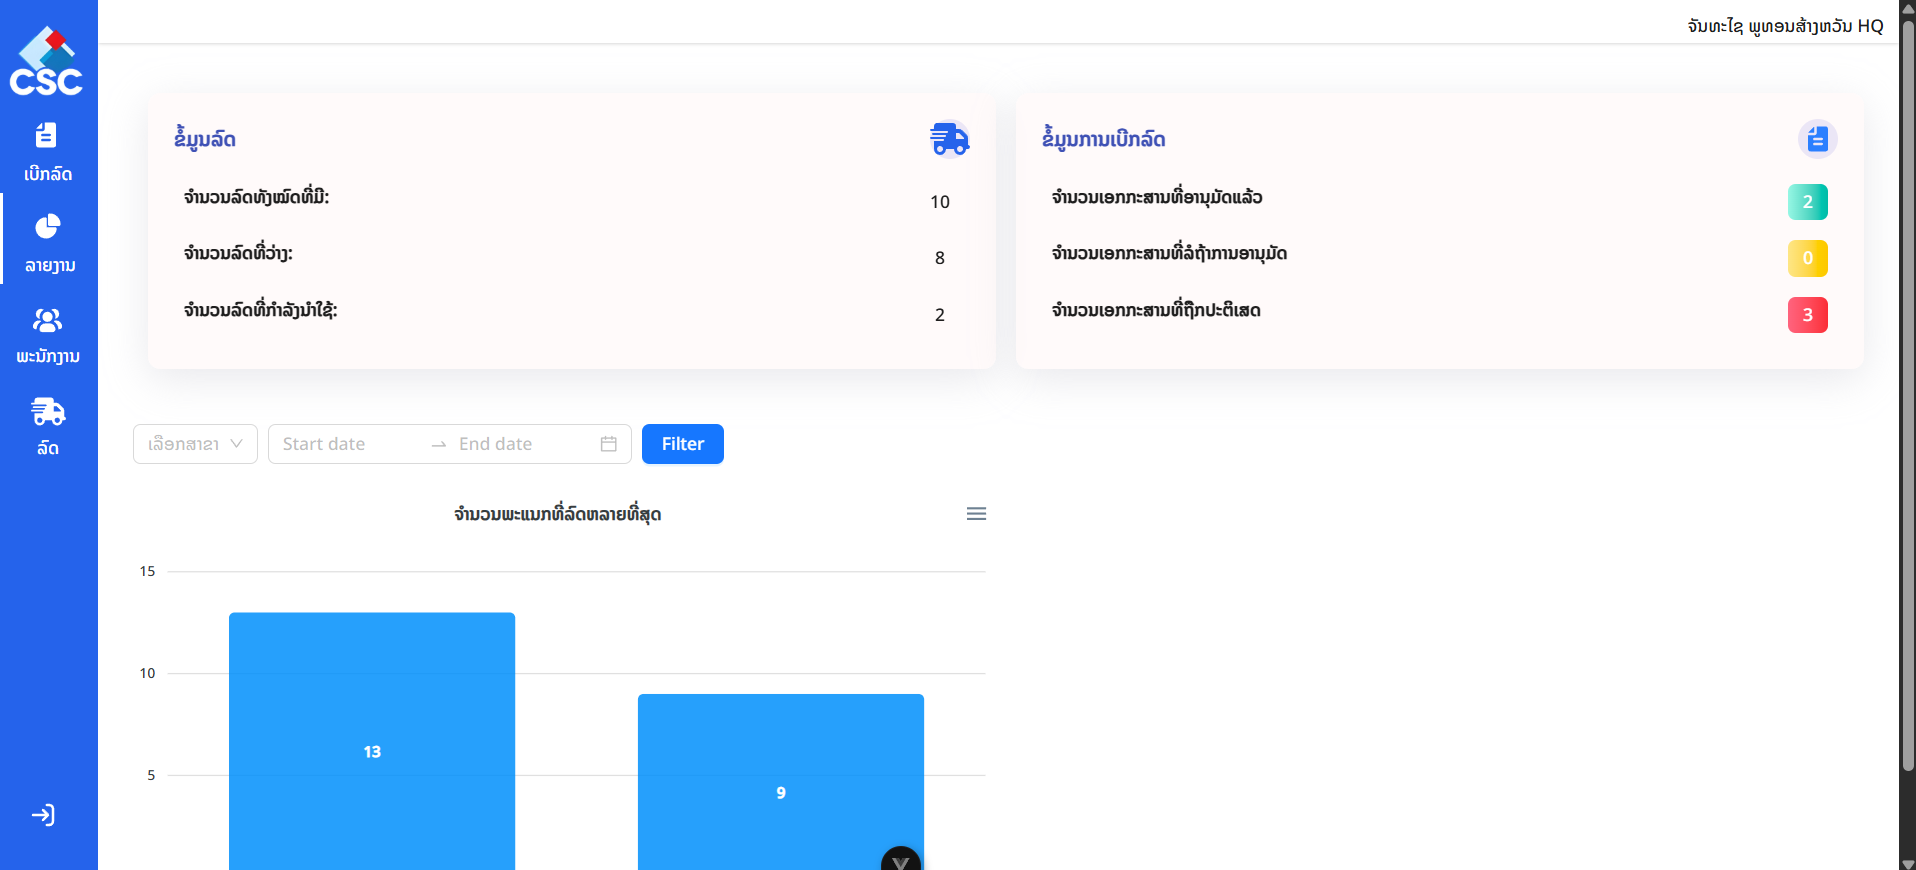 ຈັນທະໄຊ ພູທອນສ້າງຫວັນ HQ
CSC
ເບີກລົດ
ລາຍງານ
ພະນັກງານ
ລົດ
ຂໍ້ມູນລົດ
ຈຳນວນລົດທັງໝົດທີ່ມີ:
10
ຈຳນວນລົດທີ່ວ່າງ:
8
ຈຳນວນລົດທີ່ກຳລັງນຳໃຊ້:
2
ຂໍ້ມູນການເບີກລົດ
ຈຳນວນເອກກະສານທີ່ອານຸມັດແລ້ວ
2
ຈຳນວນເອກກະສານທີ່ລໍຖ້າການອານຸມັດ
0
ຈຳນວນເອກກະສານທີ່ຖືກປະຕິເສດ
3
ເລືອກສາຂາ
Start date
End date
Filter
ຈຳນວນພະແນກທີ່ລົດຫລາຍທີ່ສຸດ
15
10
5
13
9